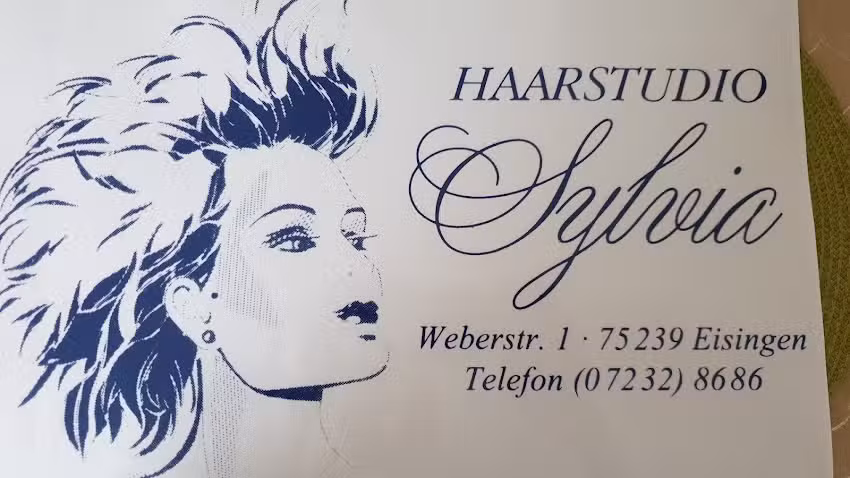 HAARSTUDIO
Sylvia
Weberstr. 1 · 75239 Eisingen
Telefon (07232) 8686